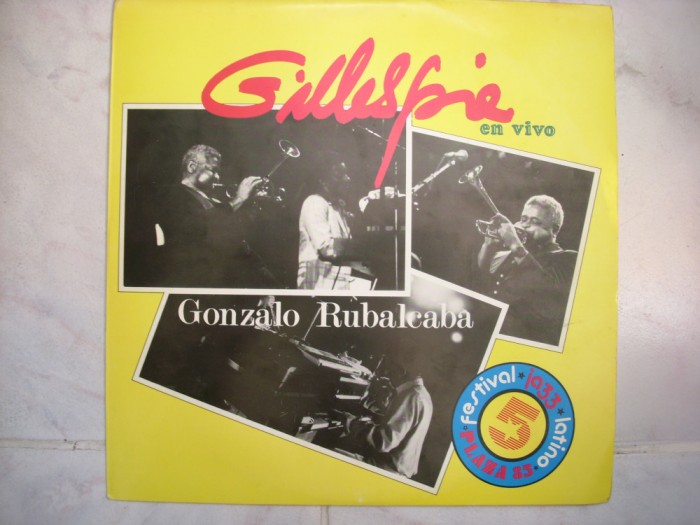 Gillespie
en vivo
Gonzalo Rubalcaba
festival jazz latino
PLAZA 85
5